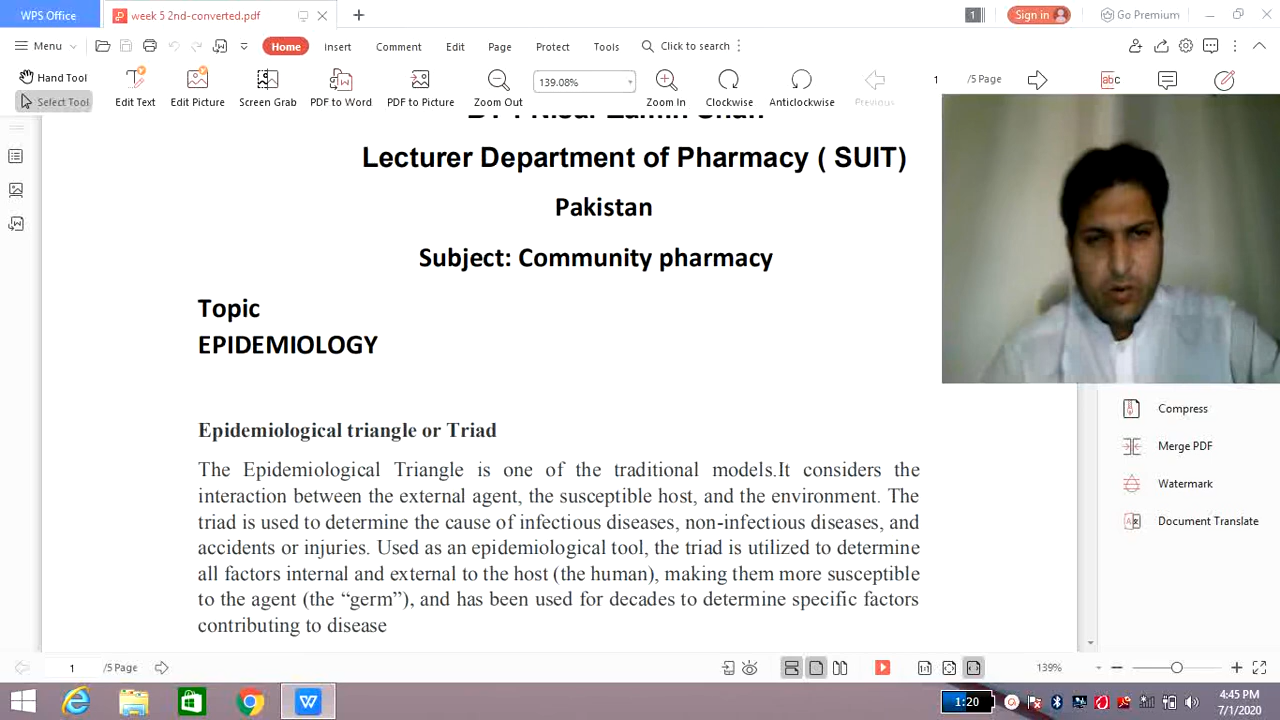 WPS Office
week 5 2nd-converted.pdf
1
Sign in
Go Premium
Menu
Home
Insert
Comment
Edit
Page
Protect
Tools
Click to search
Hand Tool
Select Tool
Edit Text
Edit Picture
Screen Grab
PDF to Word
PDF to Picture
Zoom Out
139.08%
Zoom In
Clockwise
Anticlockwise
Previous
1
/5 Page
abc
Lecturer Department of Pharmacy ( SUIT)
Pakistan
Subject: Community pharmacy
Topic
EPIDEMIOLOGY
Epidemiological triangle or Triad
The Epidemiological Triangle is one of the traditional models.It considers the
interaction between the external agent, the susceptible host, and the environment. The
triad is used to determine the cause of infectious diseases, non-infectious diseases, and
accidents or injuries. Used as an epidemiological tool, the triad is utilized to determine
all factors internal and external to the host (the human), making them more susceptible
to the agent (the “germ”), and has been used for decades to determine specific factors
contributing to disease
Compress
Merge PDF
Watermark
Document Translate
1
/5 Page
139%
1:20
4:45 PM
7/1/2020